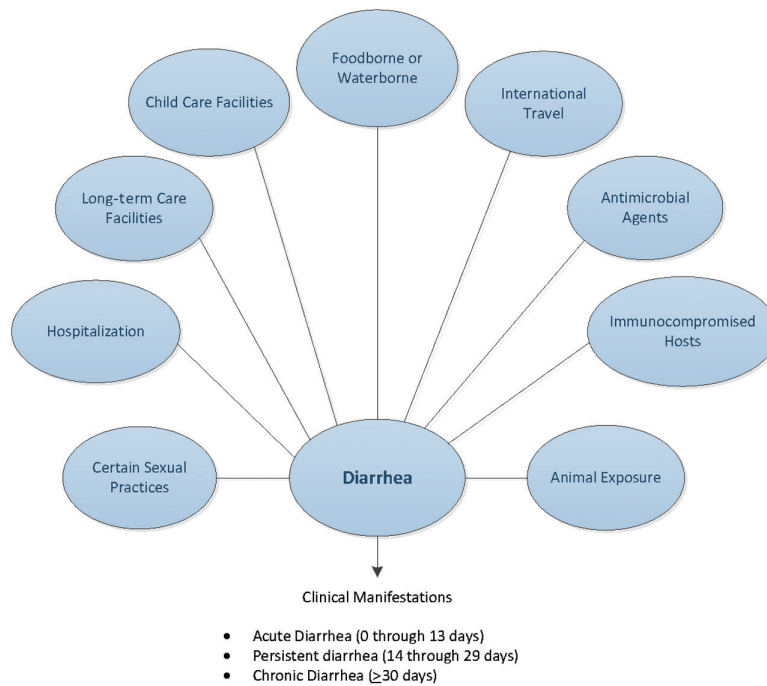 Foodborne or
Waterborne
Child Care Facilities
International
Travel
Long-term Care
Facilities
Antimicrobial
Agents
Hospitalization
Immunocompromised
Hosts
Certain Sexual
Practices
Diarrhea
Animal Exposure
Clinical Manifestations
• Acute Diarrhea (0 through 13 days)
• Persistent diarrhea (14 through 29 days)
• Chronic Diarrhea (≥30 days)